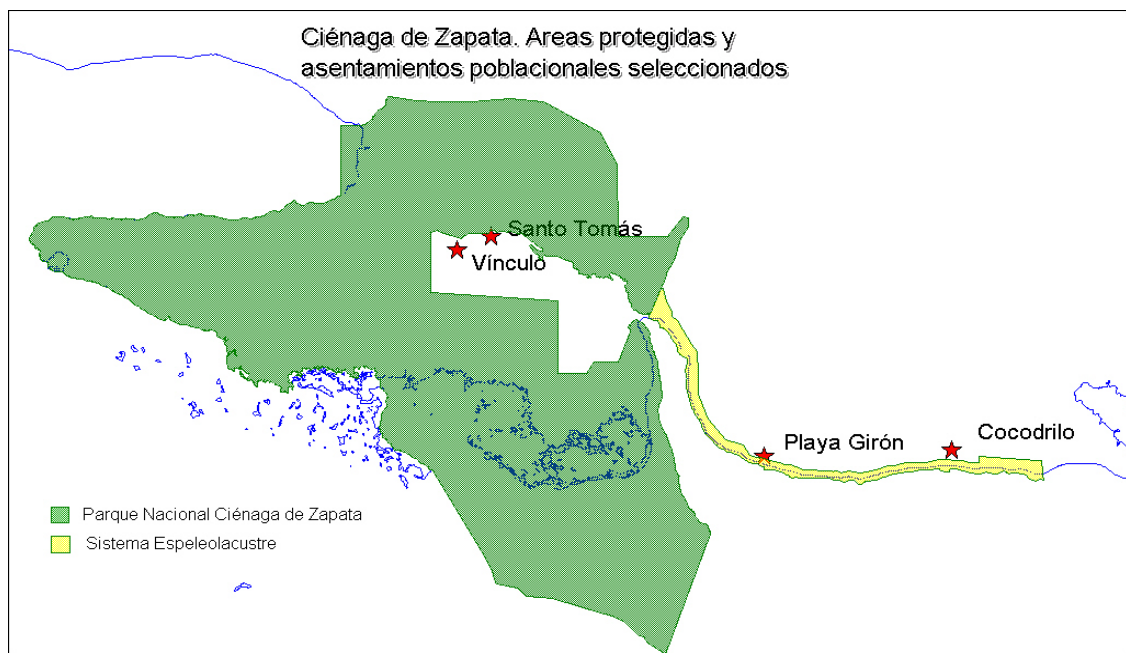 Ciénaga de Zapata. Areas protegidas y
asentamientos poblacionales seleccionados
Santo Tomás
Vínculo
Playa Girón
Cocodrilo
Parque Nacional Ciénaga de Zapata
Sistema Espeleolacustre